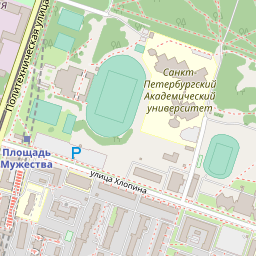 Политехническая улица
Санкт-
Петербургский
Академический
университет
Площадь
Мужества
P
улица Хлопина